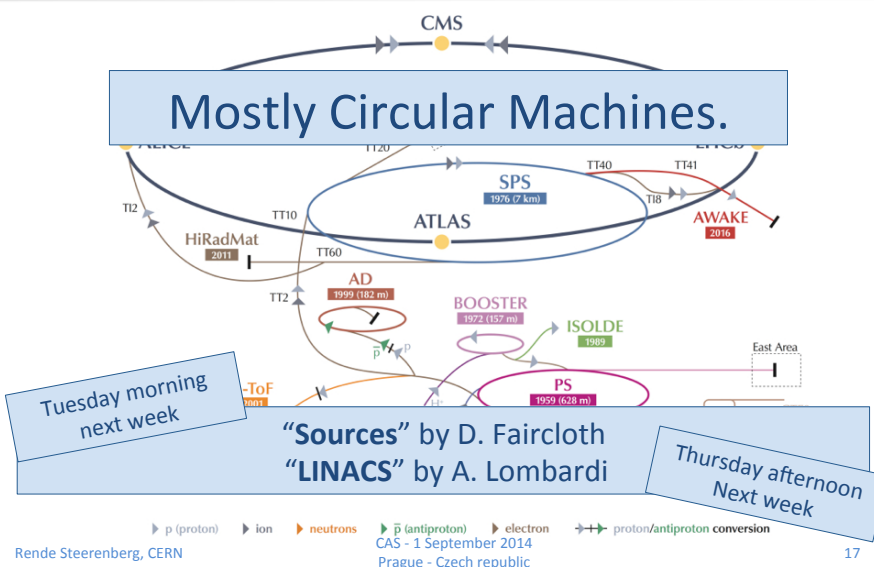 CMS
Mostly Circular Machines.
TT20
TT40
TT41
SPS
1976 (7 km)
TI8
AWAKE
2016
TI2
TT10
ATLAS
HiRadMat
2011
TT60
AD
1999 (182 m)
TT2
BOOSTER
1972 (157 m)
ISOLDE
1989
p
p
East Area
PS
1959 (628 m)
Tuesday morning
next week
-ToF
2001
H⁺
“Sources” by D. Faircloth
“LINACS” by A. Lombardi
Thursday afternoon
Next week
p (proton) ion neutrons p̅ (antiproton) electron proton/antiproton conversion
Rende Steerenberg, CERN
CAS - 1 September 2014
Prague - Czech republic
17